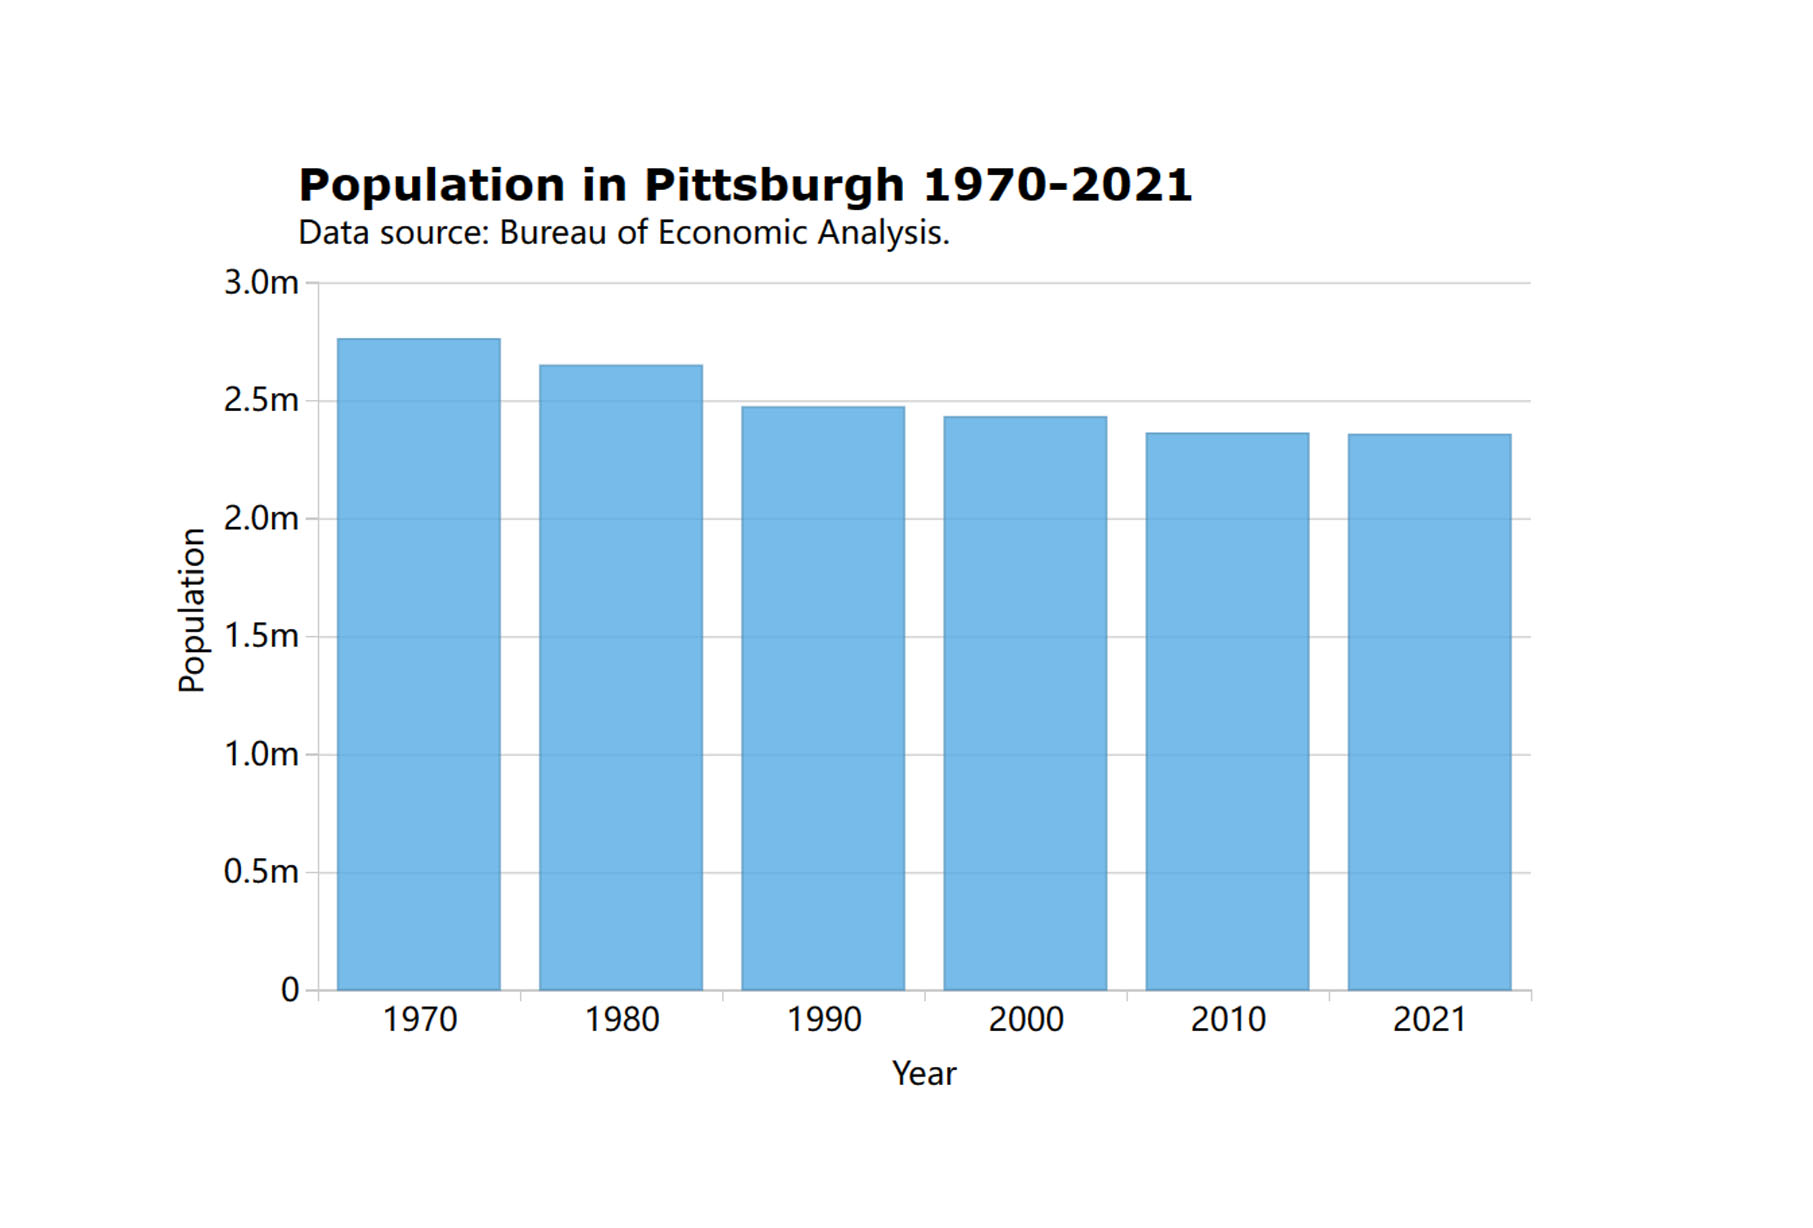 Population in Pittsburgh 1970-2021
Data source: Bureau of Economic Analysis.
3.0m
2.5m
2.0m
1.5m
1.0m
0.5m
0
Population
1970 1980 1990 2000 2010 2021
Year